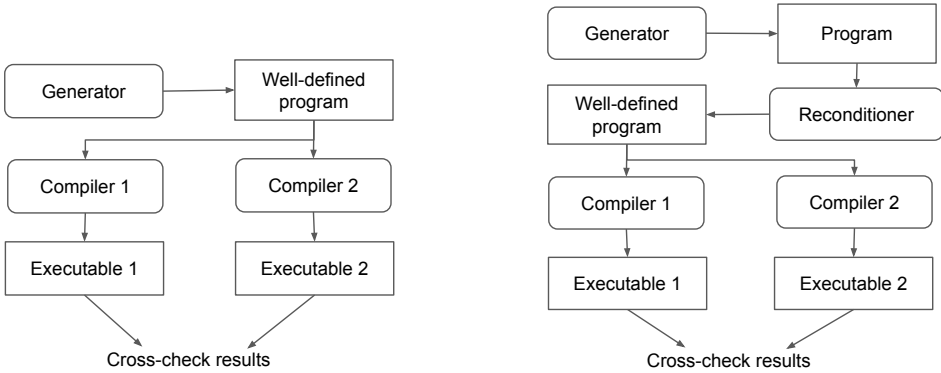 Generator
Well-defined
program
Compiler 1
Compiler 2
Executable 1
Executable 2
Cross-check results
Generator
Program
Well-defined
program
Reconditioner
Compiler 1
Compiler 2
Executable 1
Executable 2
Cross-check results